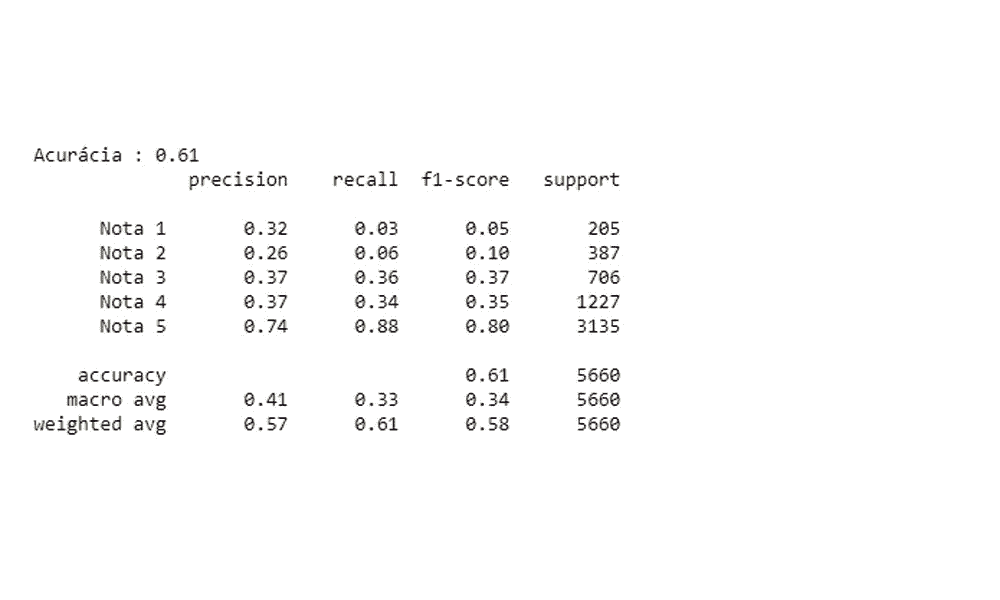 Acurácia : 0.61
precision recall f1-score support
Nota 1 0.32 0.03 0.05 205
Nota 2 0.26 0.06 0.10 387
Nota 3 0.37 0.36 0.37 706
Nota 4 0.37 0.34 0.35 1227
Nota 5 0.74 0.88 0.80 3135
accuracy 0.61 5660
macro avg 0.41 0.33 0.34 5660
weighted avg 0.57 0.61 0.58 5660